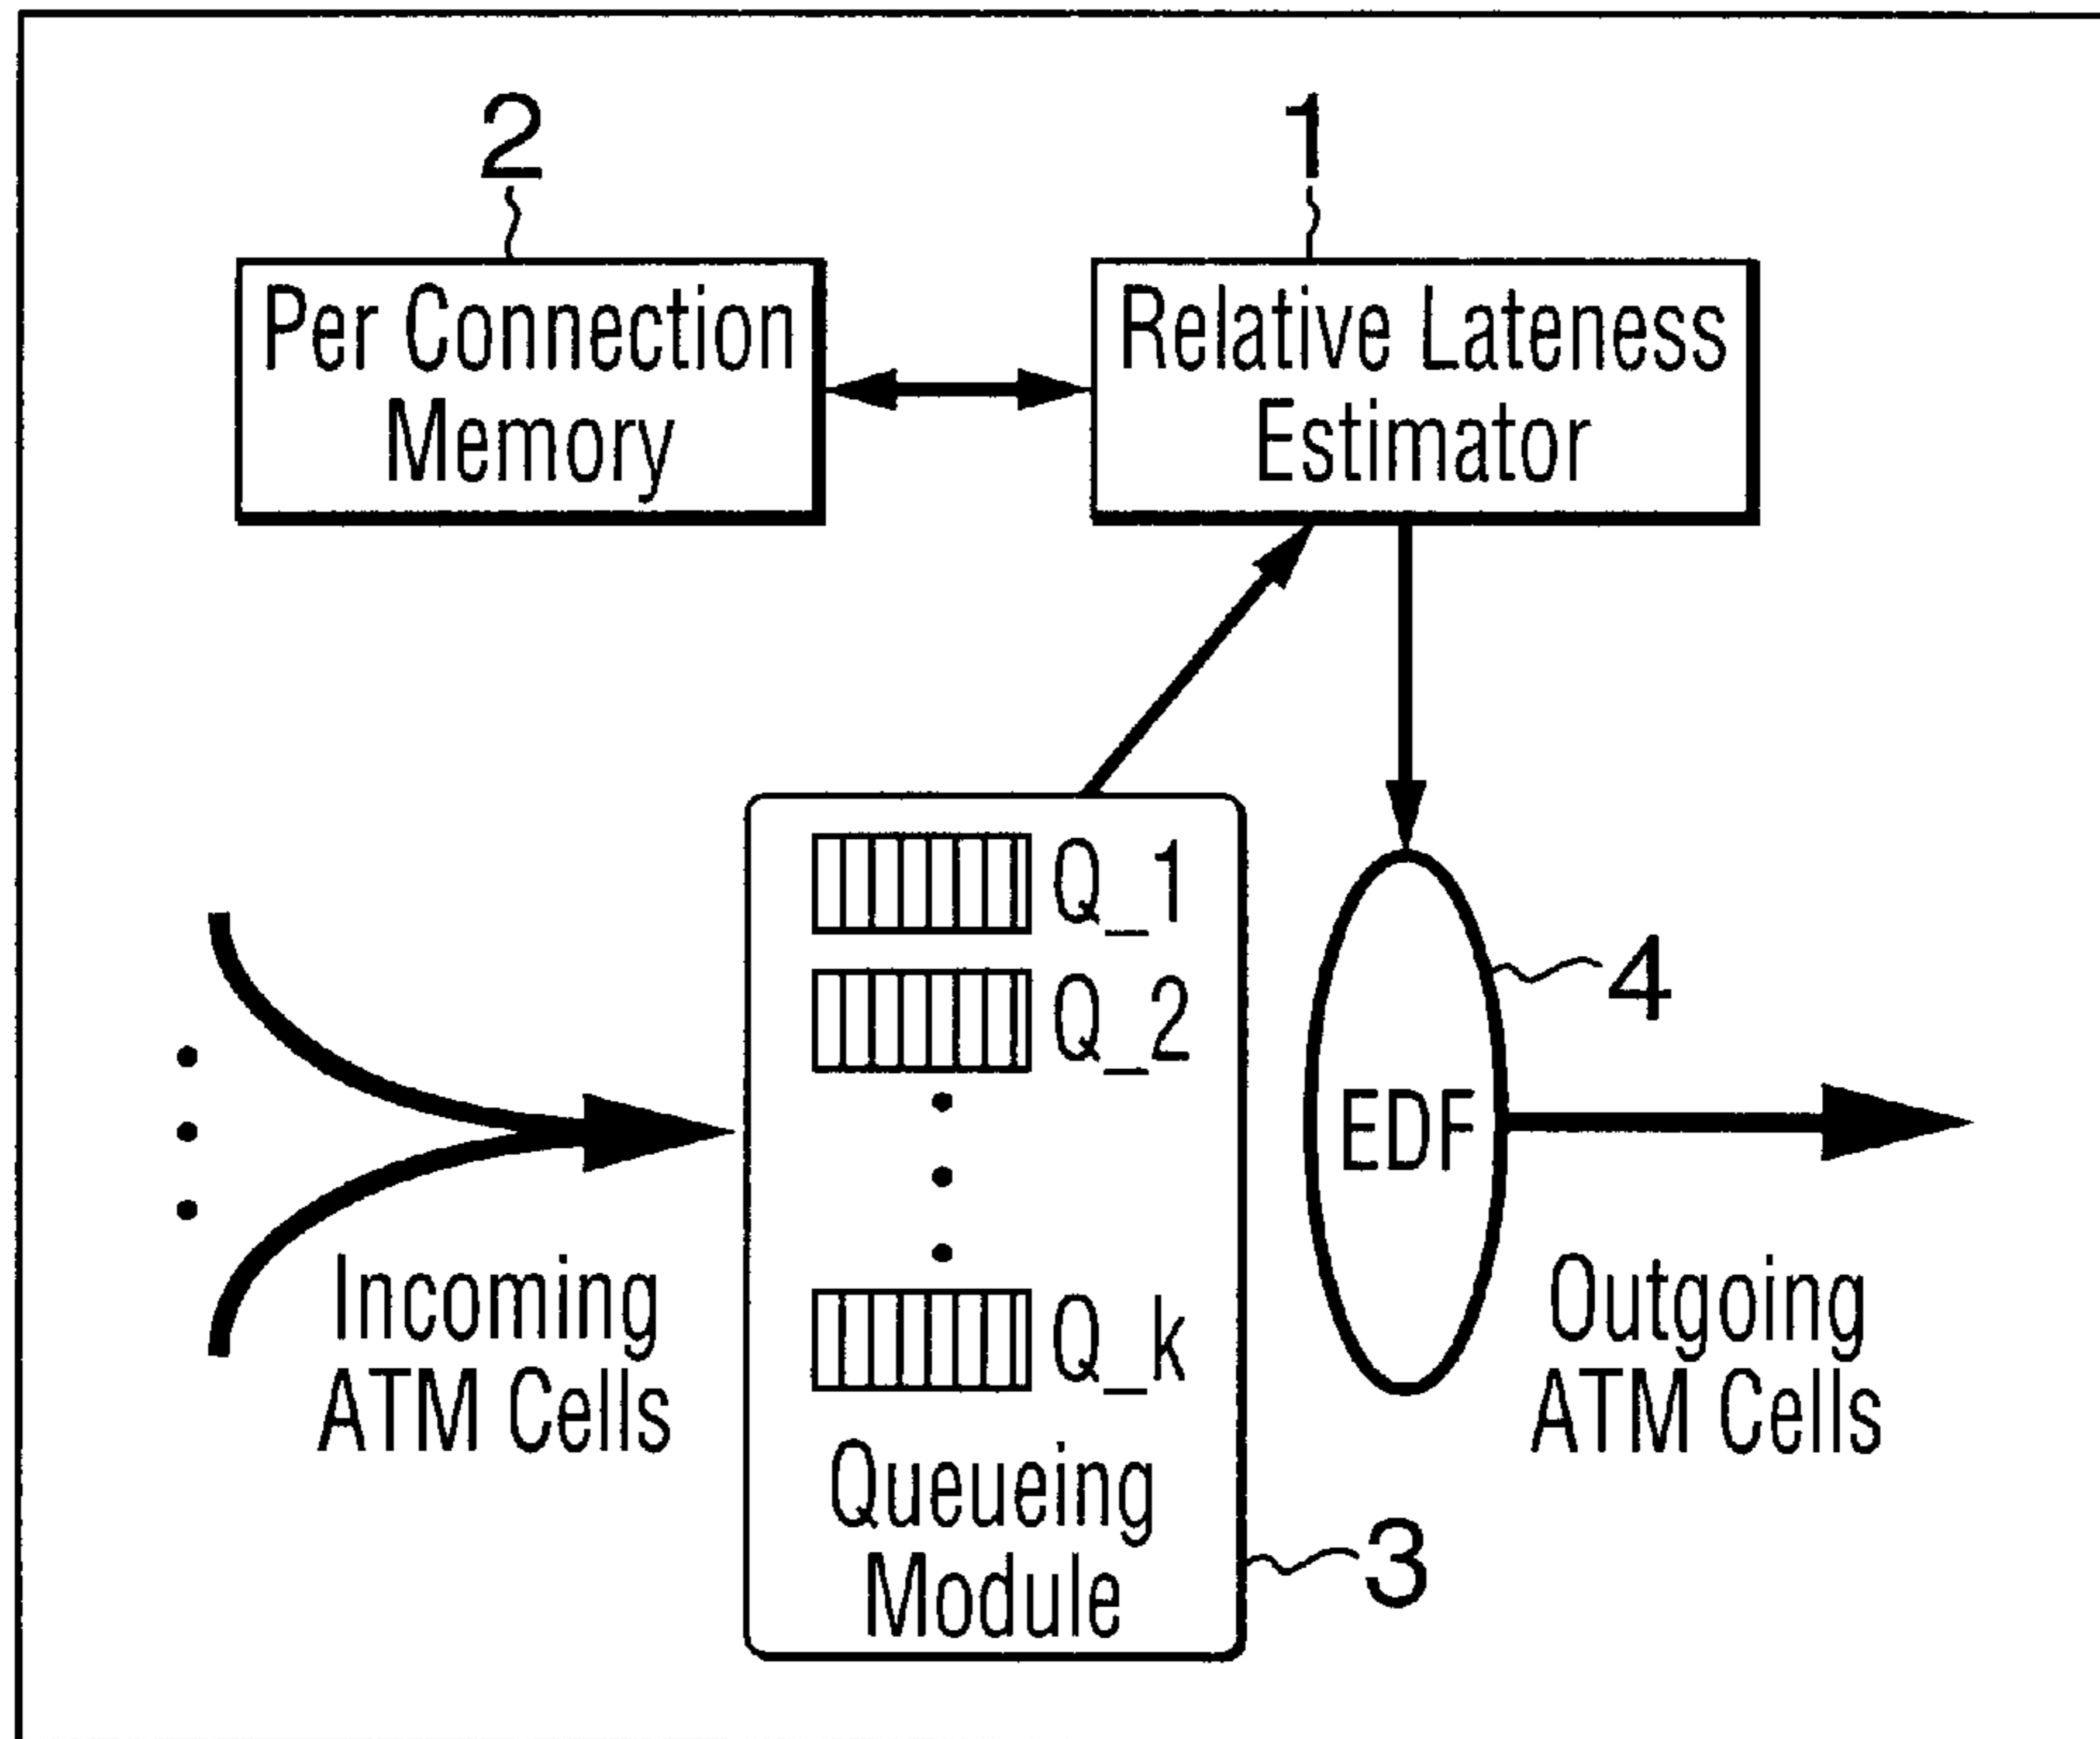 2
1
Per Connection
Memory
Relative Lateness
Estimator
Q_1
Q_2
4
EDF
Incoming
ATM Cells
Q_k
Outgoing
ATM Cells
Queueing
Module
3